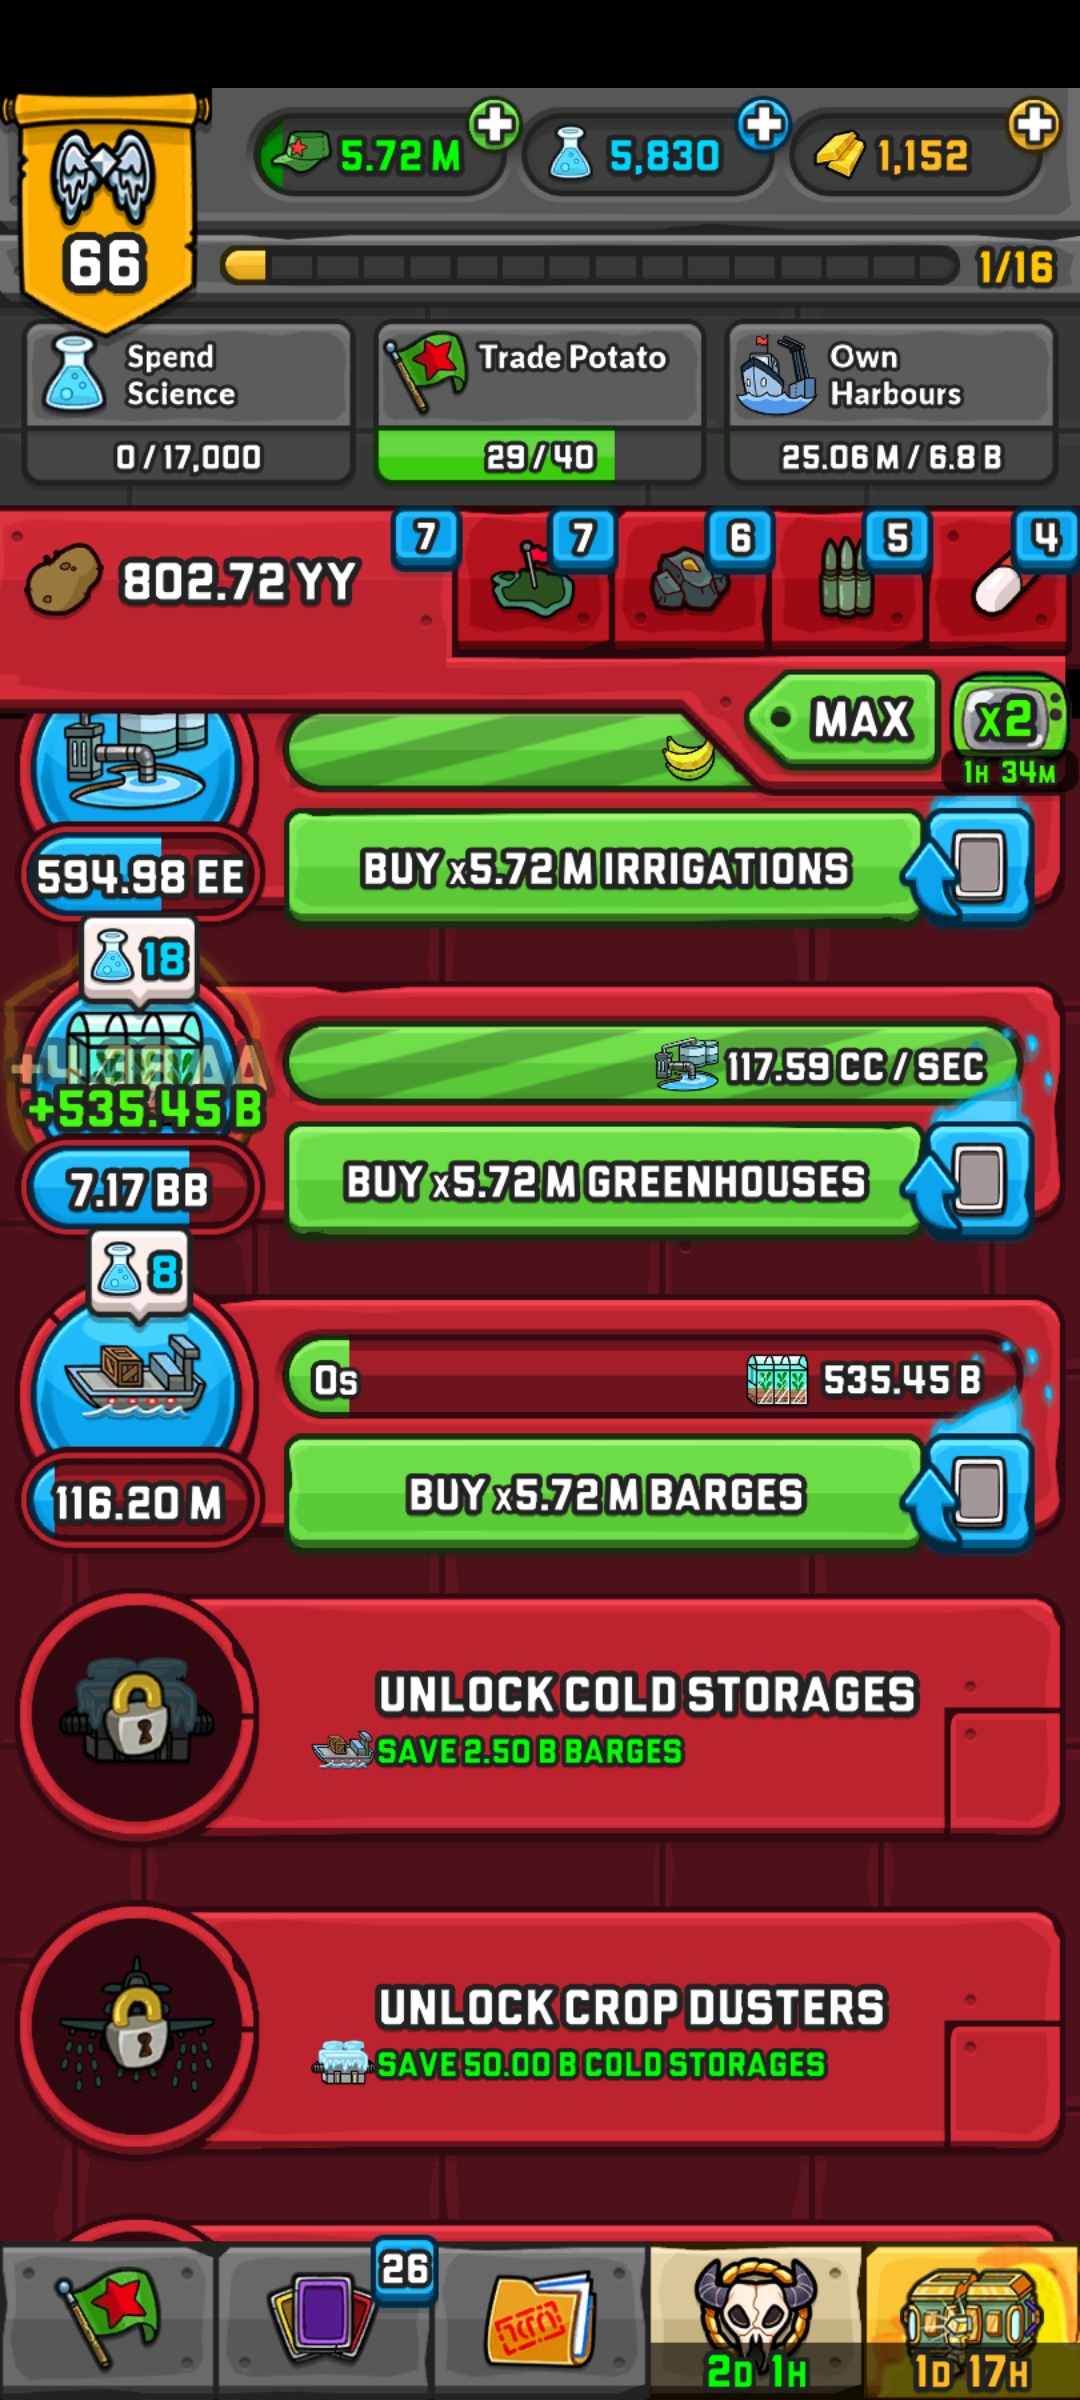 5.72 M
5,830
1,152
66
1/16
Spend
Science
0 / 17,000
Trade Potato
29 / 40
Own
Harbours
25.06 M / 6.8 B
802.72 YY
7
7
6
5
4
MAX
x2
1H 34M
594.98 EE
BUY x5.72 M IRRIGATIONS
18
117.59 CC / SEC
+535.45 B
7.17 BB
BUY x5.72 M GREENHOUSES
8
0s
535.45 B
116.20 M
BUY x5.72 M BARGES
UNLOCK COLD STORAGES
SAVE 2.50 B BARGES
UNLOCK CROP DUSTERS
SAVE 50.00 B COLD STORAGES
26
2D 1H
1D 17H